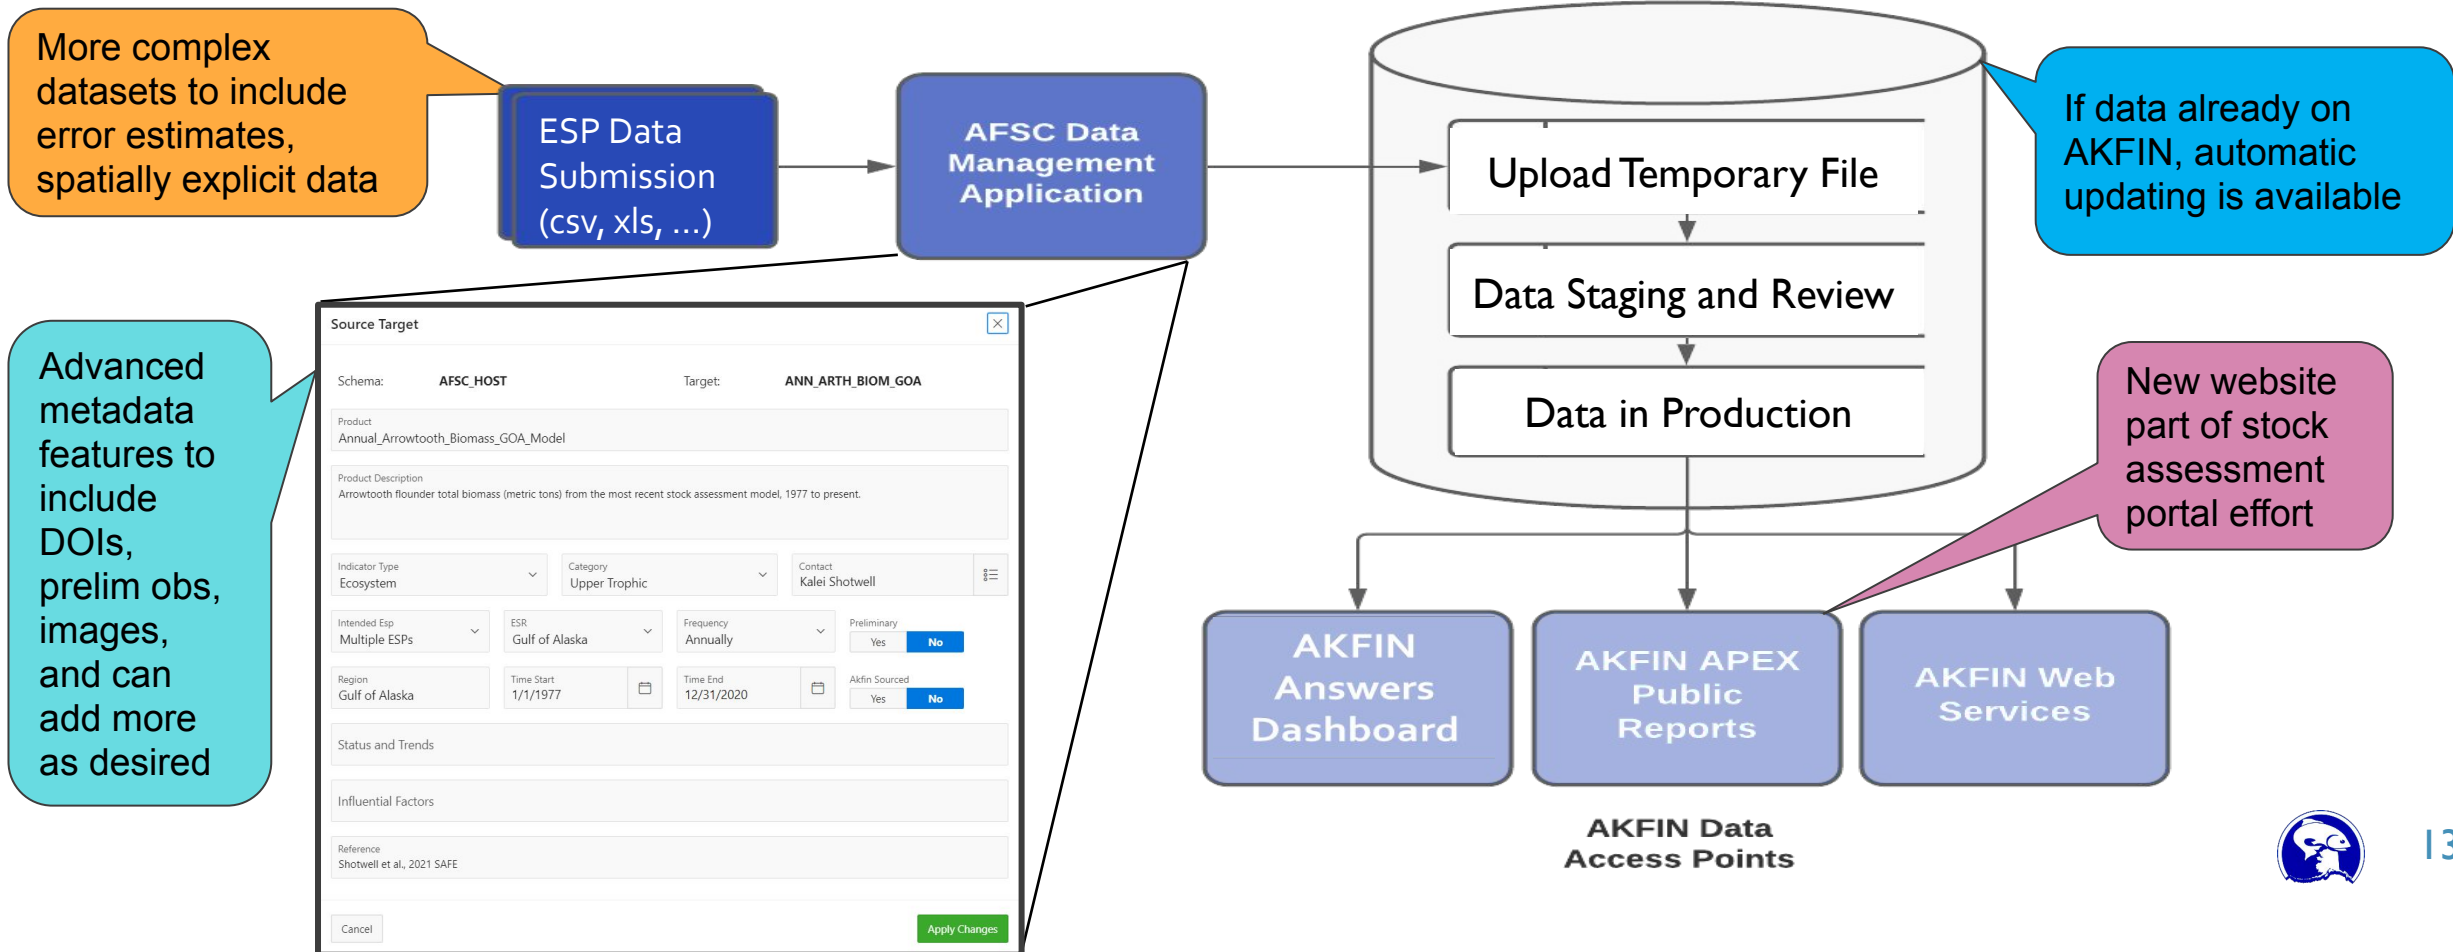 More complex
datasets to include
error estimates,
spatially explicit data
ESP Data
Submission
(csv, xls, ...)
AFSC Data
Management
Application
Upload Temporary File
Data Staging and Review
Data in Production
If data already on
AKFIN, automatic
updating is available
Advanced
metadata
features to
include
DOIs,
prelim obs,
images,
and can
add more
as desired
Source Target
Schema: AFSC_HOST Target: ANN_ARTH_BIOM_GOA
Product
Annual_Arrowtooth_Biomass_GOA_Model
Product Description
Arrowtooth flounder total biomass (metric tons) from the most recent stock assessment model, 1977 to present.
Indicator Type Category Contact
Ecosystem Upper Trophic Kalei Shotwell
Intended Esp ESR Frequency Preliminary
Multiple ESPs Gulf of Alaska Annually Yes No
Region Time Start Time End Akfin Sourced
Gulf of Alaska 1/1/1977 12/31/2020 Yes No
Status and Trends
Influential Factors
Reference
Shotwell et al., 2021 SAFE
Cancel Apply Changes
New website
part of stock
assessment
portal effort
AKFIN
Answers
Dashboard
AKFIN APEX
Public
Reports
AKFIN Web
Services
AKFIN Data
Access Points
13